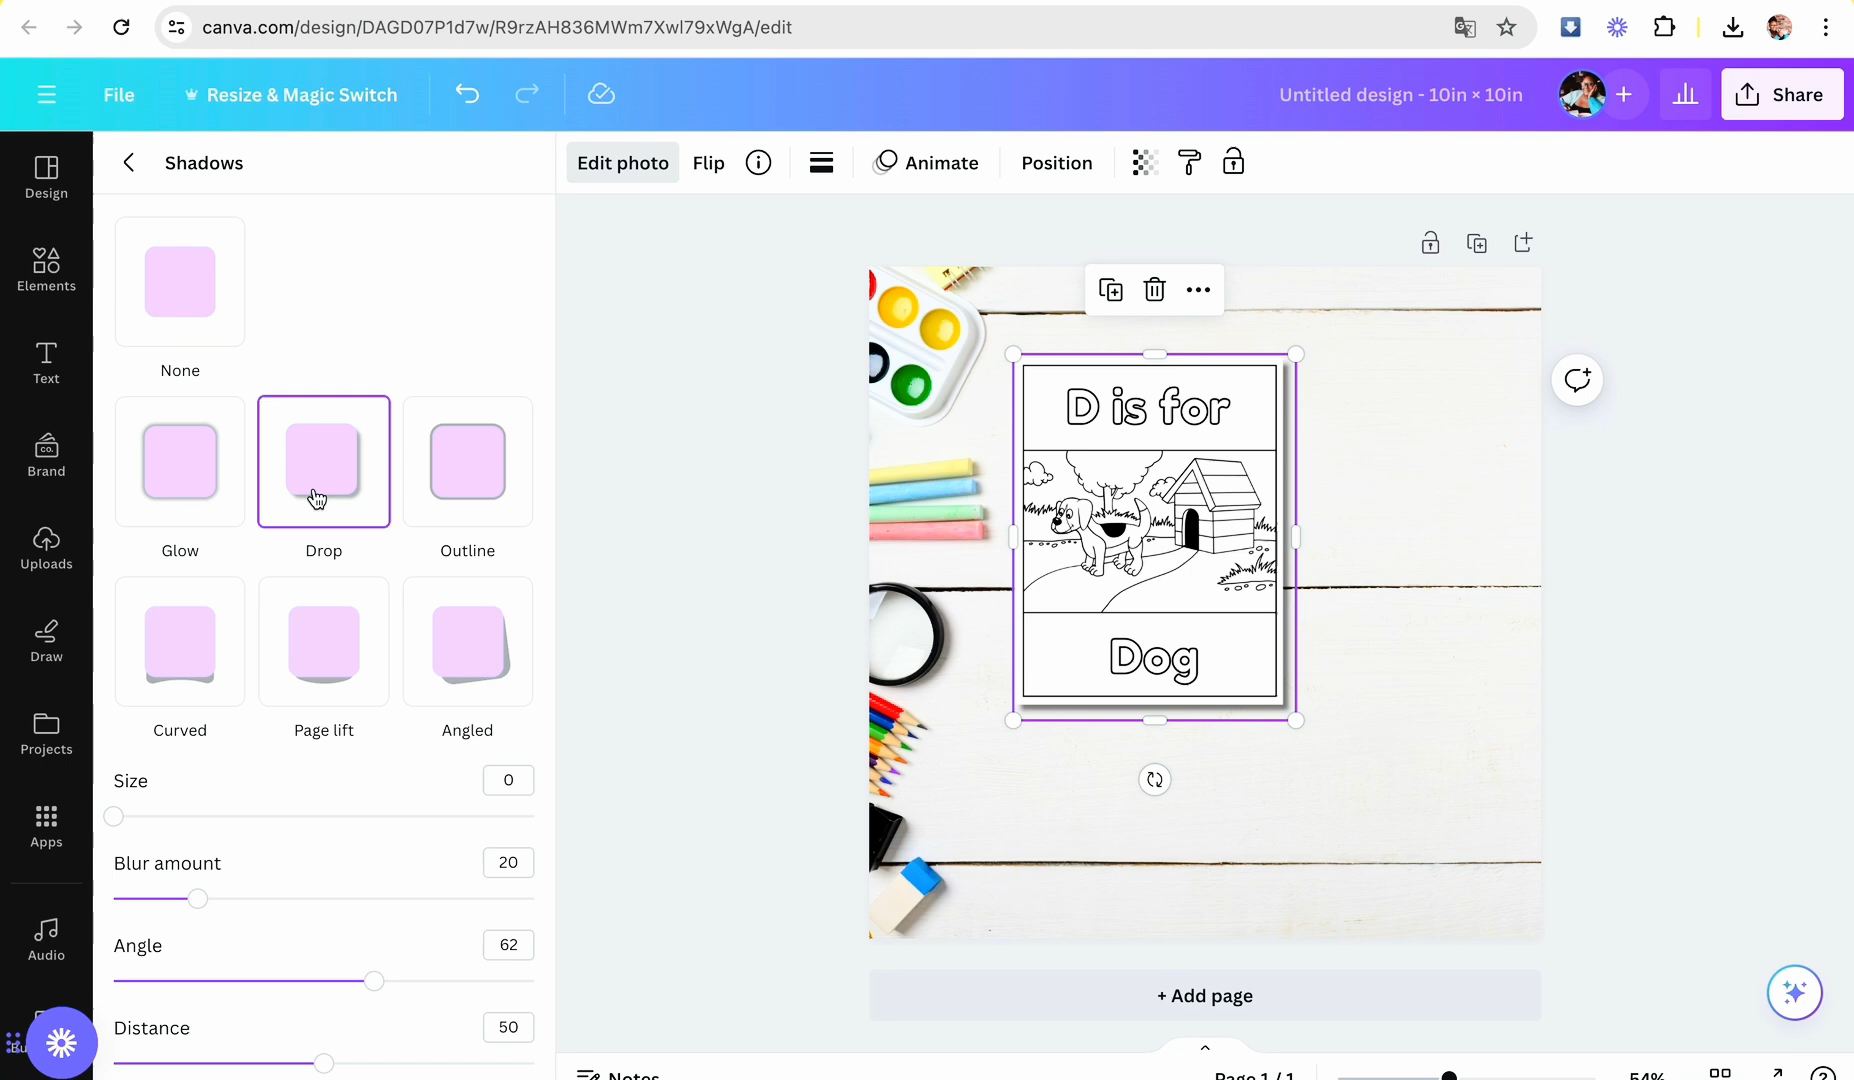 canva.com/design/DAGD07P1d7w/R9rzAH836MWm7Xwl79xWgA/edit
File
Resize & Magic Switch
Untitled design - 10in × 10in
Share
Design
Elements
Text
Brand
Uploads
Draw
Projects
Apps
Audio
Shadows
None
Glow
Drop
Outline
Curved
Page lift
Angled
Size
0
Blur amount
20
Angle
62
Distance
50
Edit photo
Flip
Animate
Position
D is for
Dog
+ Add page
Notes
Page 1 / 1
54%
co.
Bu